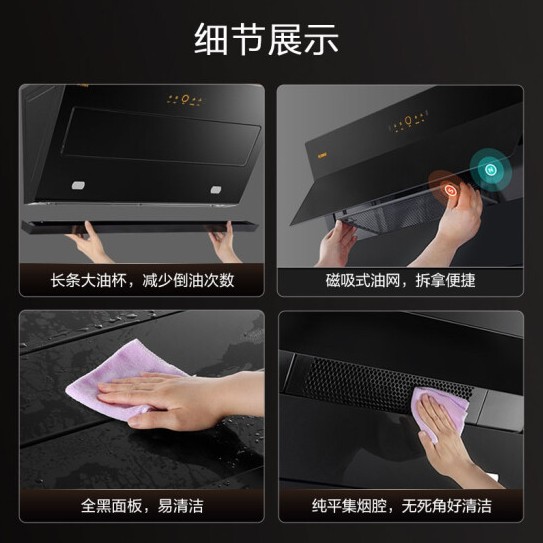 细节展示
长条大油杯，减少倒油次数
磁吸式油网，拆拿便捷
全黑面板，易清洁
纯平集烟腔，无死角好清洁